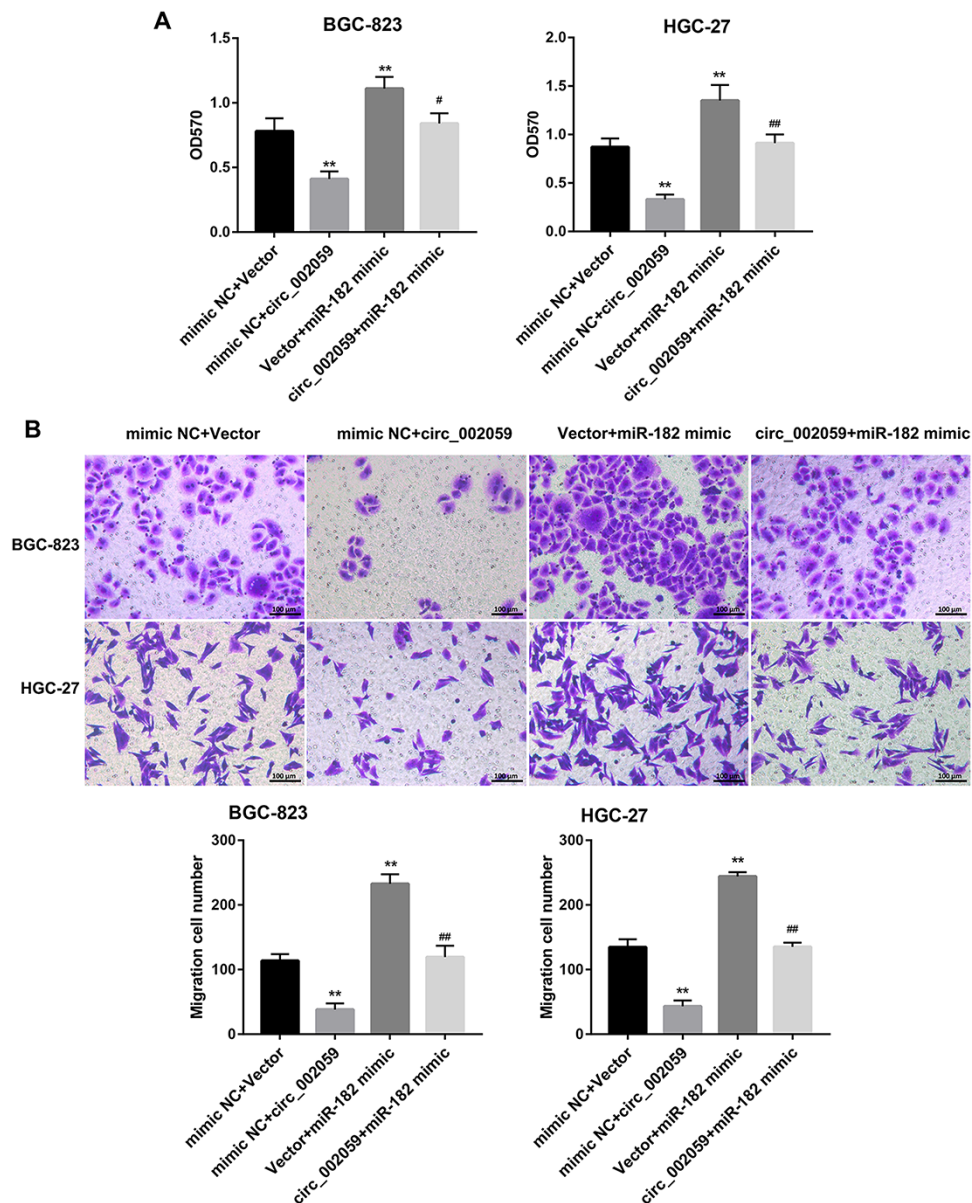 A
BGC-823
OD570
1.5
1.0
0.5
0.0
**
**
#
mimic NC+Vector
mimic NC+circ_002059
Vector+miR-182 mimic
circ_002059+miR-182 mimic
HGC-27
OD570
2.0
1.5
1.0
0.5
0.0
**
**
##
mimic NC+Vector
mimic NC+circ_002059
Vector+miR-182 mimic
circ_002059+miR-182 mimic
B
mimic NC+Vector
mimic NC+circ_002059
Vector+miR-182 mimic
circ_002059+miR-182 mimic
BGC-823
100 µm
100 µm
100 µm
100 µm
HGC-27
100 µm
100 µm
100 µm
100 µm
BGC-823
Migration cell number
300
200
100
0
**
**
##
mimic NC+Vector
mimic NC+circ_002059
Vector+miR-182 mimic
circ_002059+miR-182 mimic
HGC-27
Migration cell number
300
200
100
0
**
**
##
mimic NC+Vector
mimic NC+circ_002059
Vector+miR-182 mimic
circ_002059+miR-182 mimic